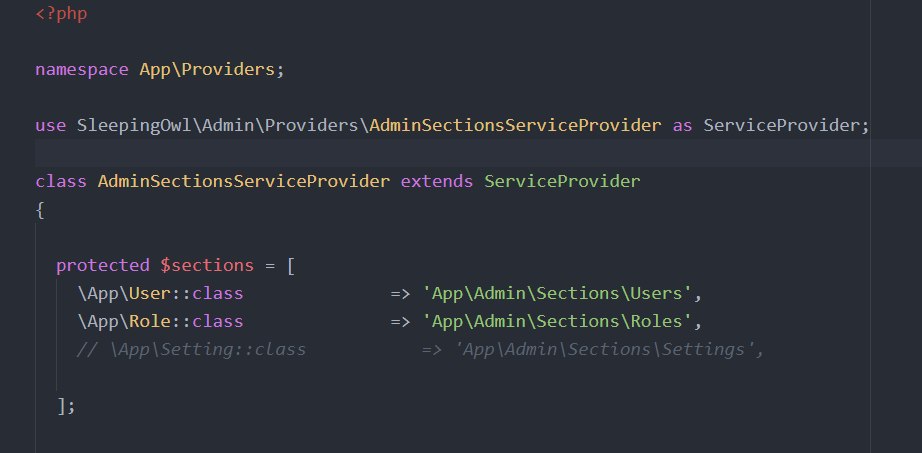 <?php
namespace App\Providers;
use SleepingOwl\Admin\Providers\AdminSectionsServiceProvider as ServiceProvider;
class AdminSectionsServiceProvider extends ServiceProvider
{
protected $sections = [
\App\User::class => 'App\Admin\Sections\Users',
\App\Role::class => 'App\Admin\Sections\Roles',
// \App\Setting::class => 'App\Admin\Sections\Settings',
];